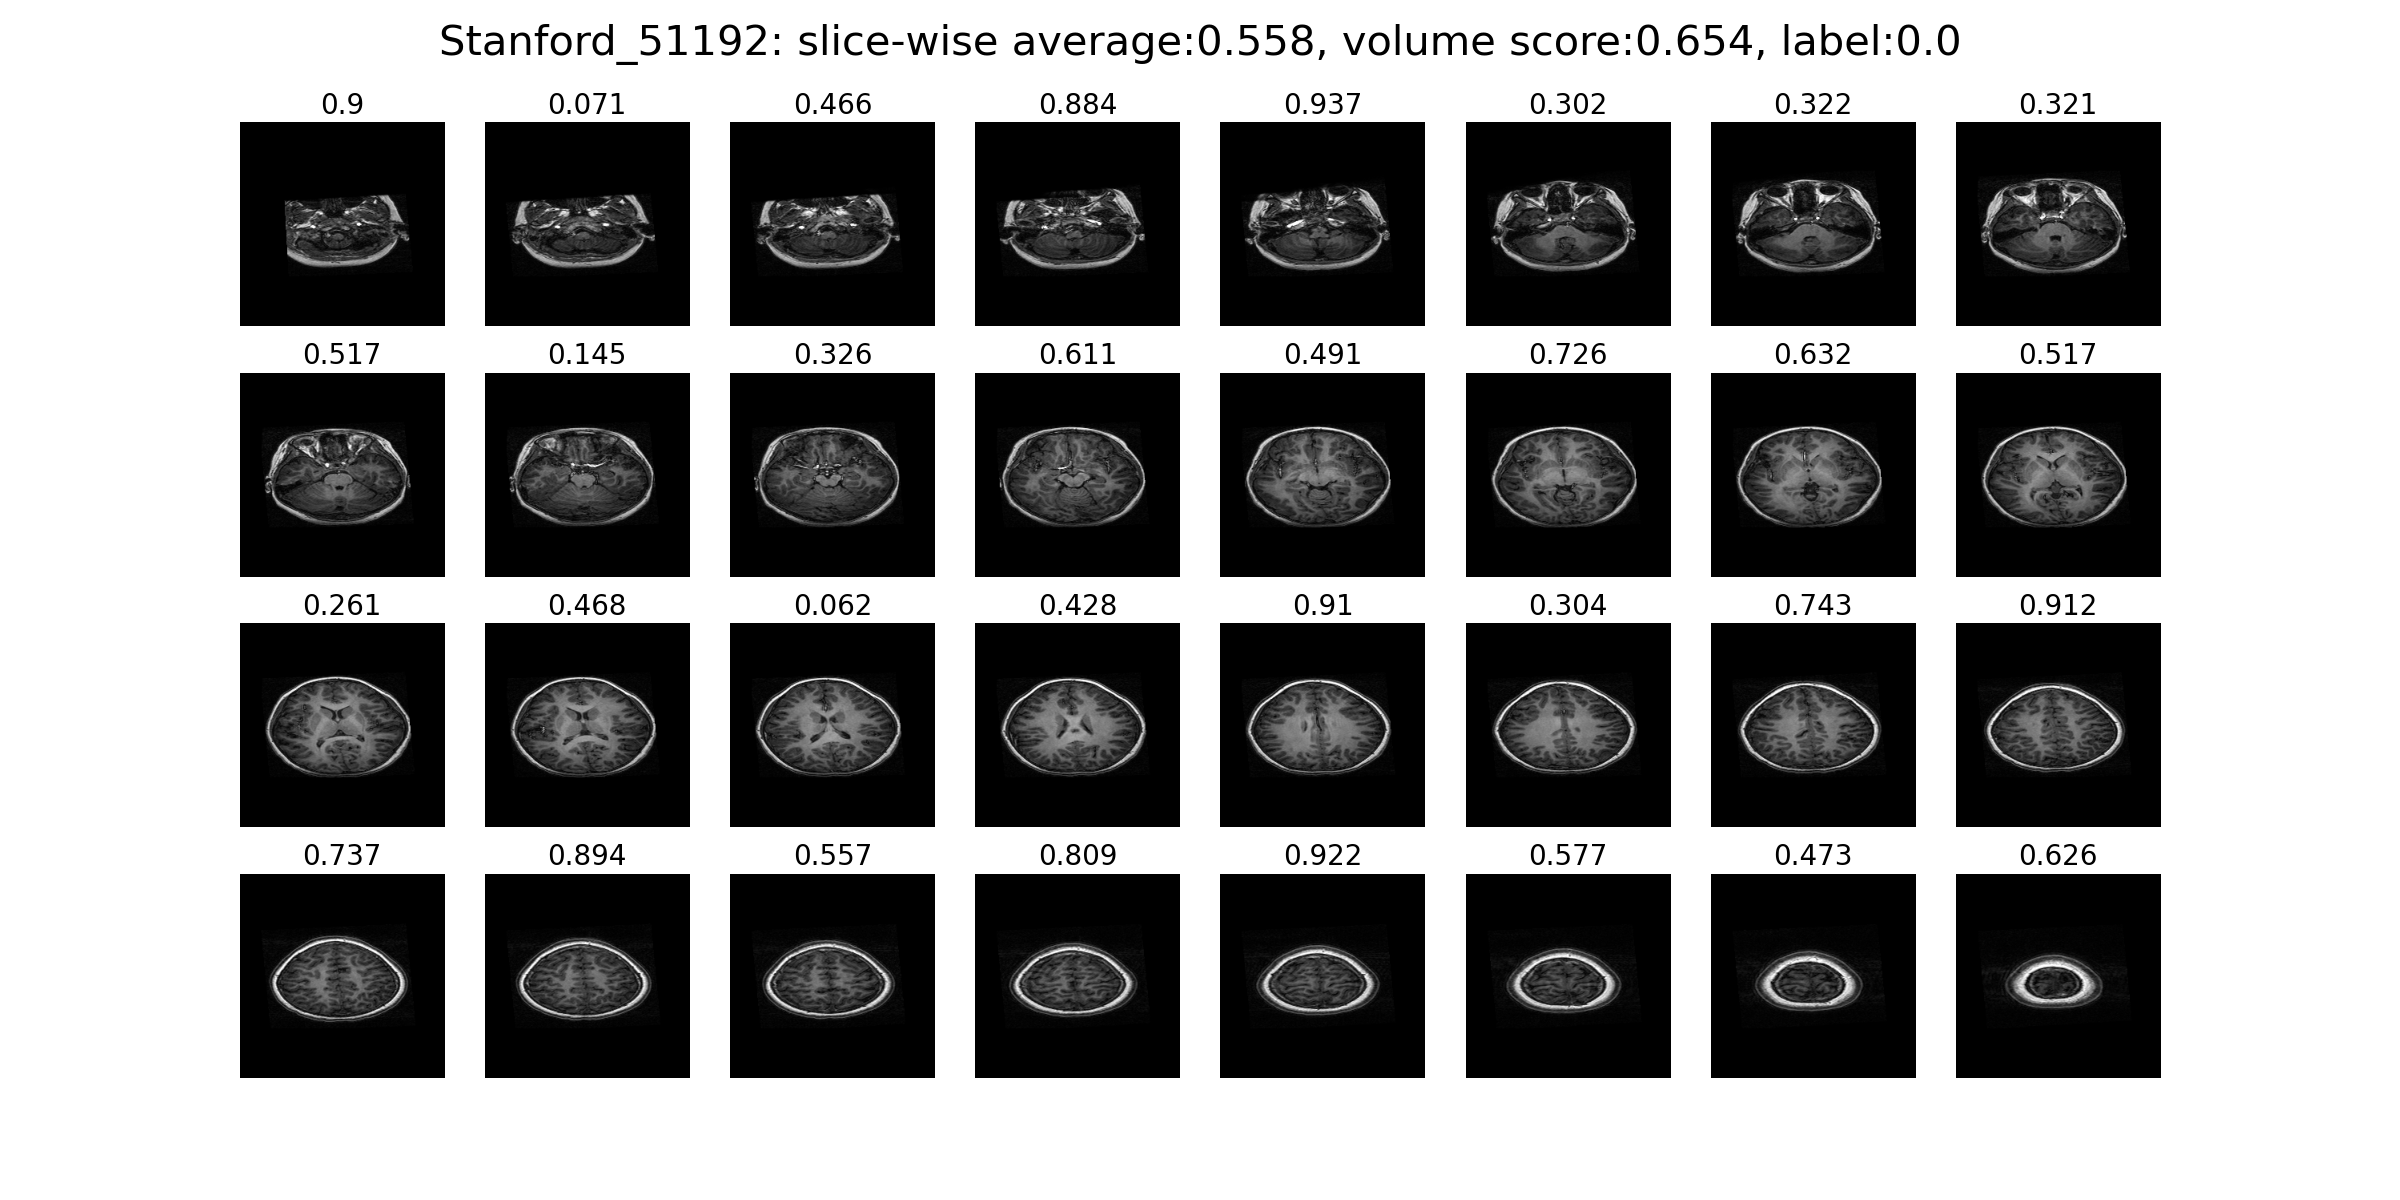 Stanford_51192: slice-wise average:0.558, volume score:0.654, label:0.0
0.9 0.071 0.466 0.884 0.937 0.302 0.322 0.321
0.517 0.145 0.326 0.611 0.491 0.726 0.632 0.517
0.261 0.468 0.062 0.428 0.91 0.304 0.743 0.912
0.737 0.894 0.557 0.809 0.922 0.577 0.473 0.626